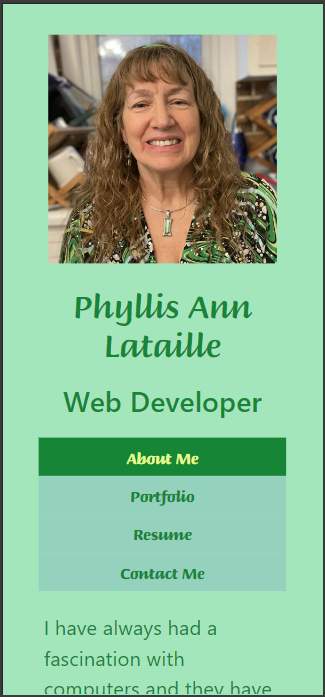 Phyllis Ann
Lataille
Web Developer
About Me
Portfolio
Resume
Contact Me
I have always had a
fascination with
computers and they have